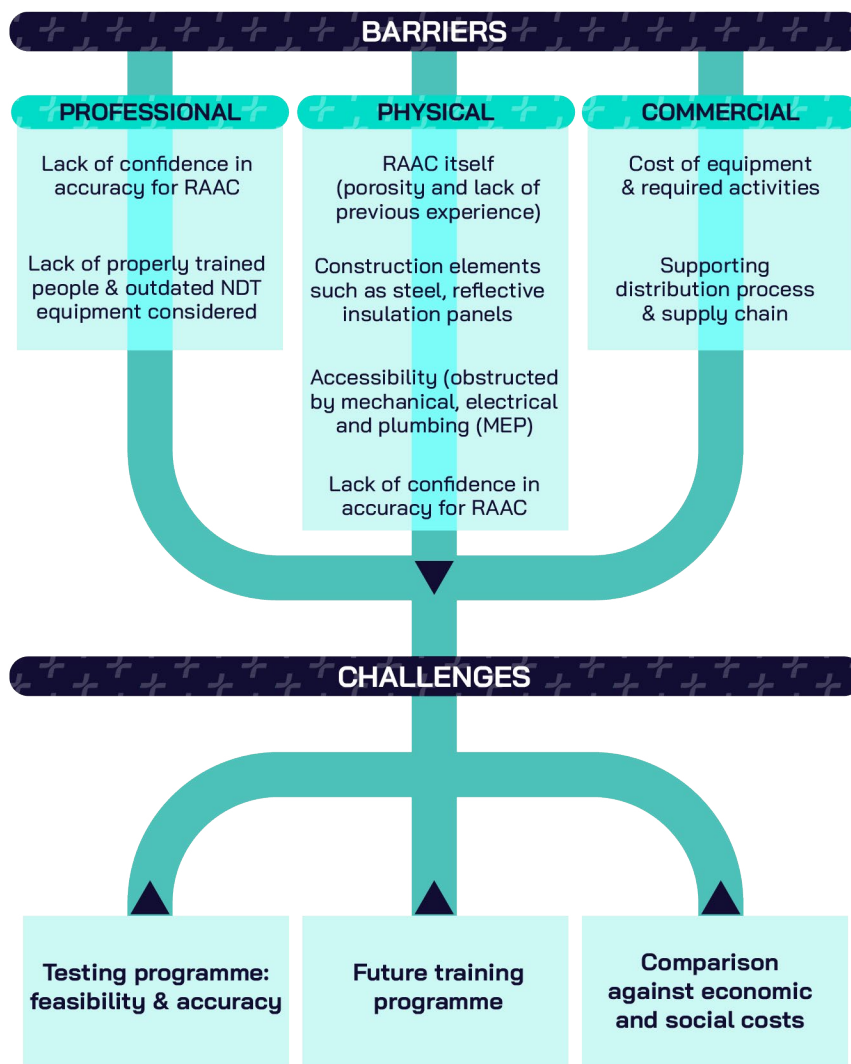 BARRIERS
PROFESSIONAL
Lack of confidence in
accuracy for RAAC
Lack of properly trained
people & outdated NDT
equipment considered
PHYSICAL
RAAC itself
(porosity and lack of
previous experience)
Construction elements
such as steel, reflective
insulation panels
Accessibility (obstructed
by mechanical, electrical
and plumbing (MEP)
Lack of confidence in
accuracy for RAAC
COMMERCIAL
Cost of equipment
& required activities
Supporting
distribution process
& supply chain
CHALLENGES
Testing programme:
feasibility & accuracy
Future training
programme
Comparison
against economic
and social costs